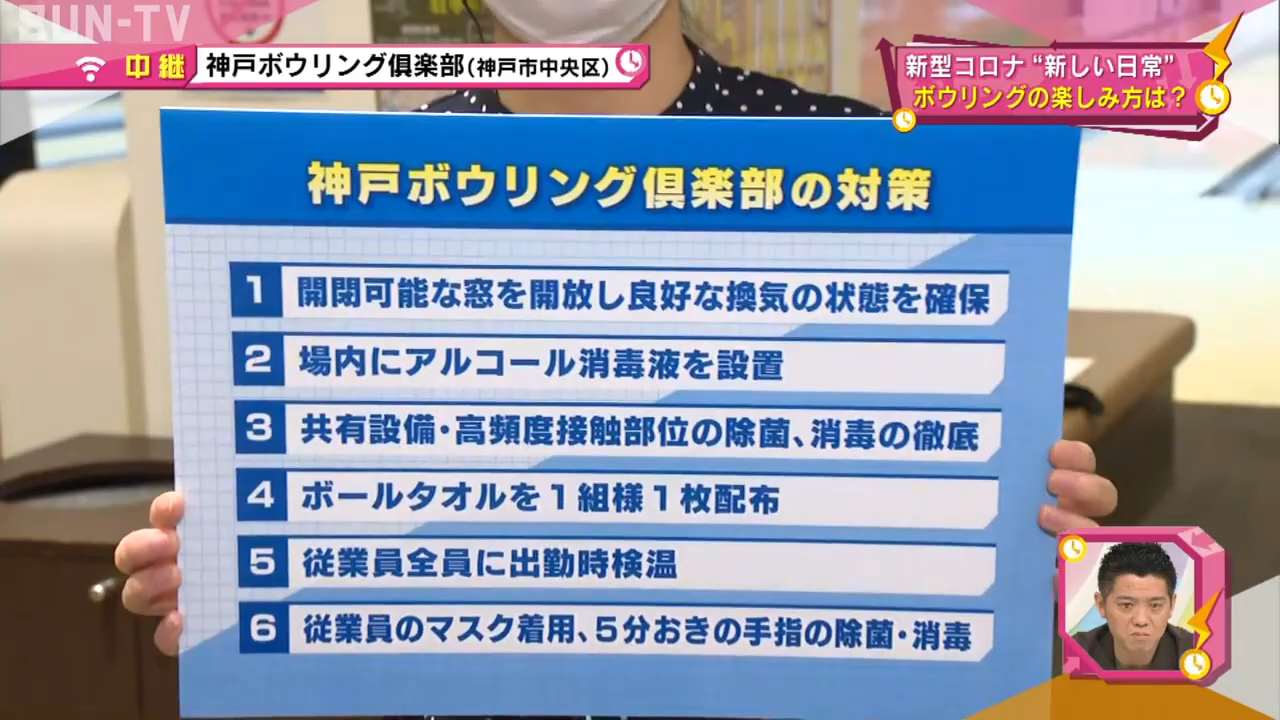 SUN-TV
中継
神戸ボウリング倶楽部(神戸市中央区)
新型コロナ“新しい日常”
ボウリングの楽しみ方は？
神戸ボウリング倶楽部の対策
1 開閉可能な窓を開放し良好な換気の状態を確保
2 場内にアルコール消毒液を設置
3 共有設備・高頻度接触部位の除菌、消毒の徹底
4 ボールタオルを１組様１枚配布
5 従業員全員に出勤時検温
6 従業員のマスク着用、５分おきの手指の除菌・消毒